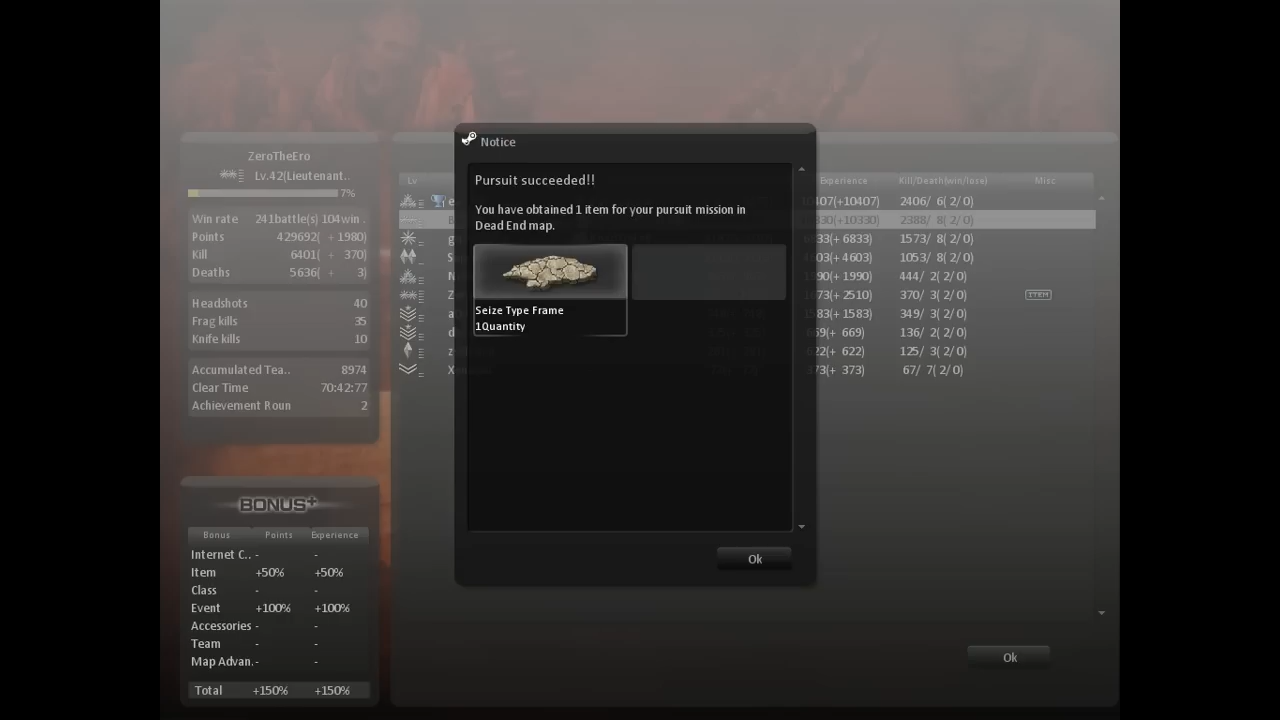 Notice
Pursuit succeeded!!
You have obtained 1 item for your pursuit mission in
Dead End map.
Seize Type Frame
1Quantity
Ok
ZeroTheEro
Lv.42(Lieutenant..
7%
Win rate 241battle(s) 104win .
Points 429692( + 1980)
Kill 6401( + 370)
Deaths 5636( + 3)
Headshots 40
Frag kills 35
Knife kills 10
Accumulated Tea.. 8974
Clear Time 70:42:77
Achievement Roun 2
BONUS+
Bonus Points Experience
Internet C.. - -
Item +50% +50%
Class - -
Event +100% +100%
Accessories - -
Team - -
Map Advan. - -
Total +150% +150%
Lv Experience Kill/Death(win/lose) Misc
10407(+10407) 2406/ 6( 2/ 0)
10330(+10330) 2388/ 8( 2/ 0)
6833(+ 6833) 1573/ 8( 2/ 0)
4603(+ 4603) 1053/ 8( 2/ 0)
1990(+ 1990) 444/ 2( 2/ 0)
(+ 2510) 370/ 3( 2/ 0) ITEM
1583(+ 1583) 349/ 3( 2/ 0)
669(+ 669) 136/ 2( 2/ 0)
622(+ 622) 125/ 3( 2/ 0)
373(+ 373) 67/ 7( 2/ 0)
Ok